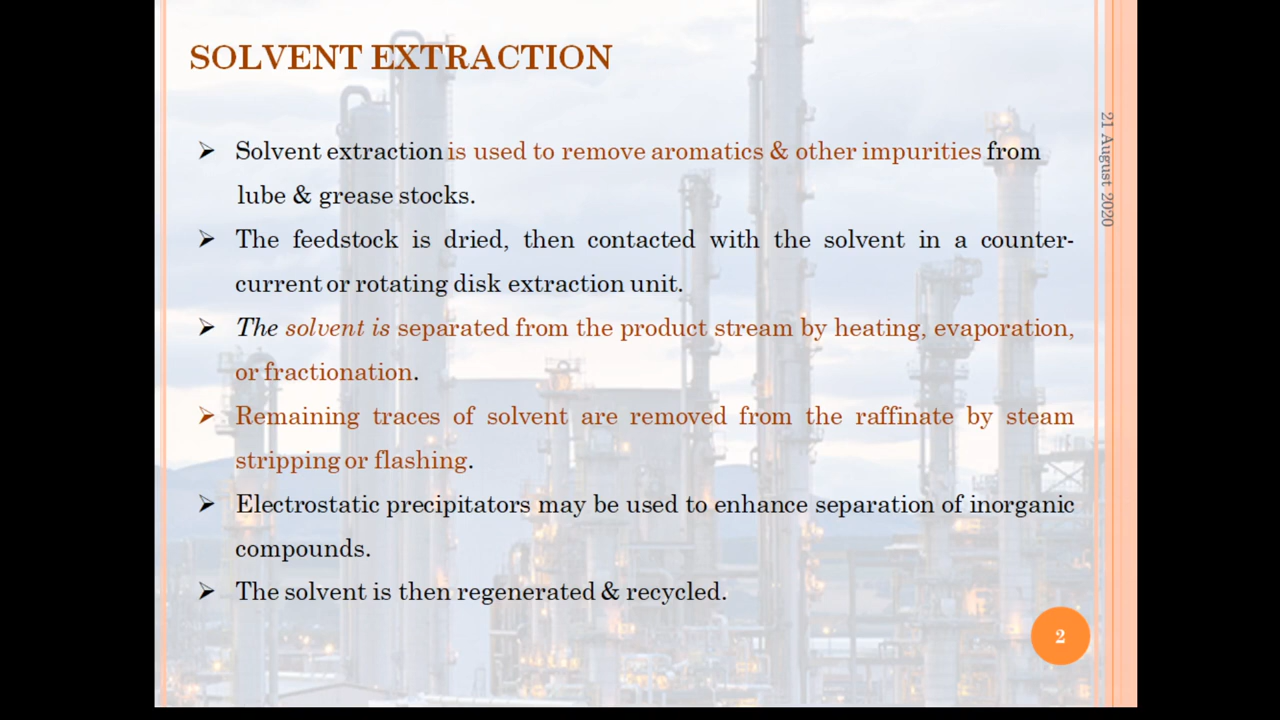 SOLVENT EXTRACTION
➢ Solvent extraction is used to remove aromatics & other impurities from
lube & grease stocks.
➢ The feedstock is dried, then contacted with the solvent in a counter-
current or rotating disk extraction unit.
➢ The solvent is separated from the product stream by heating, evaporation,
or fractionation.
➢ Remaining traces of solvent are removed from the raffinate by steam
stripping or flashing.
➢ Electrostatic precipitators may be used to enhance separation of inorganic
compounds.
➢ The solvent is then regenerated & recycled.
21 August 2020
2